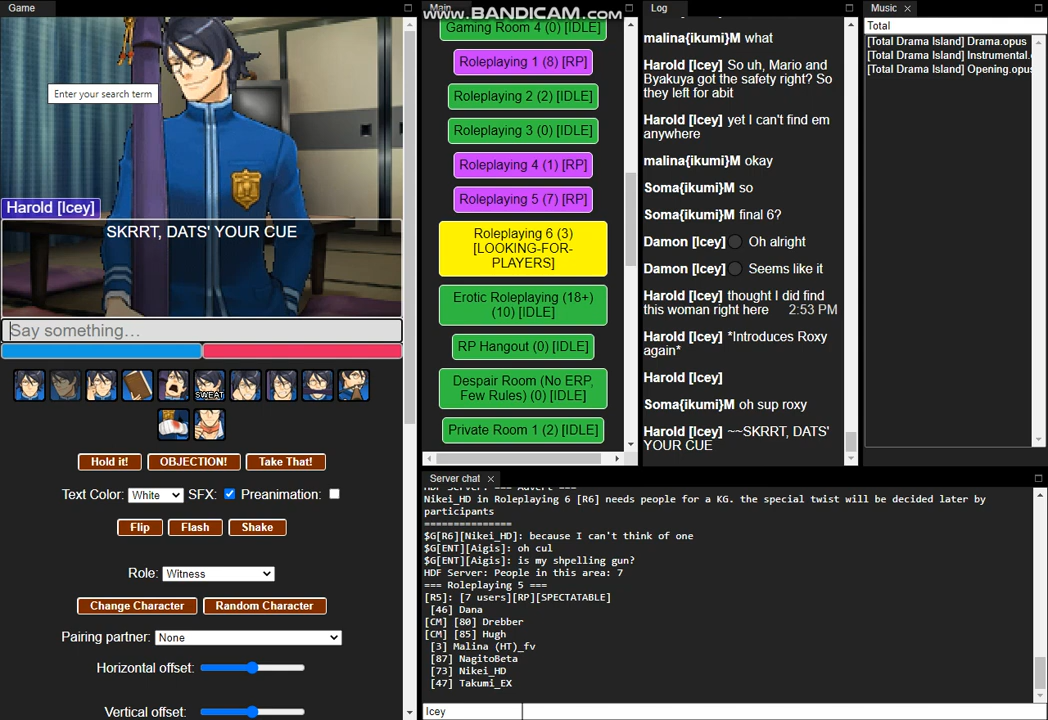 Game
Enter your search term
Harold [Icey]
SKRRT, DATS' YOUR CUE
Say something…
SWEAT
Hold it!
OBJECTION!
Take That!
Text Color:
White
SFX:
Preanimation:
Flip
Flash
Shake
Role:
Witness
Change Character
Random Character
Pairing partner:
None
Horizontal offset:
Vertical offset:
Main
www.BANDICAM.com
Gaming Room 4 (0) [IDLE]
Roleplaying 1 (8) [RP]
Roleplaying 2 (2) [IDLE]
Roleplaying 3 (0) [IDLE]
Roleplaying 4 (1) [RP]
Roleplaying 5 (7) [RP]
Roleplaying 6 (3)
[LOOKING-FOR-
PLAYERS]
Erotic Roleplaying (18+)
(10) [IDLE]
RP Hangout (0) [IDLE]
Despair Room (No ERP,
Few Rules) (0) [IDLE]
Private Room 1 (2) [IDLE]
Log
malina{ikumi}M what
Harold [Icey] So uh, Mario and
Byakuya got the safety right? So
they left for abit
Harold [Icey] yet I can't find em
anywhere
malina{ikumi}M okay
Soma{ikumi}M so
Soma{ikumi}M final 6?
Damon [Icey] Oh alright
Damon [Icey] Seems like it
Harold [Icey] thought I did find
this woman right here 2:53 PM
Harold [Icey] *Introduces Roxy
again*
Harold [Icey]
Soma{ikumi}M oh sup roxy
Harold [Icey] ~~SKRRT, DATS'
YOUR CUE
Music
Total
[Total Drama Island] Drama.opus
[Total Drama Island] Instrumental.
[Total Drama Island] Opening.opus
Server chat
HDF Server: === Advert ===
Nikei_HD in Roleplaying 6 [R6] needs people for a KG. the special twist will be decided later by
participants
===============
$G[R6][Nikei_HD]: because I can't think of one
$G[ENT][Aigis]: oh cul
$G[ENT][Aigis]: is my shpelling gun?
HDF Server: People in this area: 7
=== Roleplaying 5 ===
[R5]: [7 users][RP][SPECTATABLE]
[46] Dana
[CM] [80] Drebber
[CM] [85] Hugh
[3] Malina (HT)_fv
[87] NagitoBeta
[73] Nikei_HD
[47] Takumi_EX
Icey